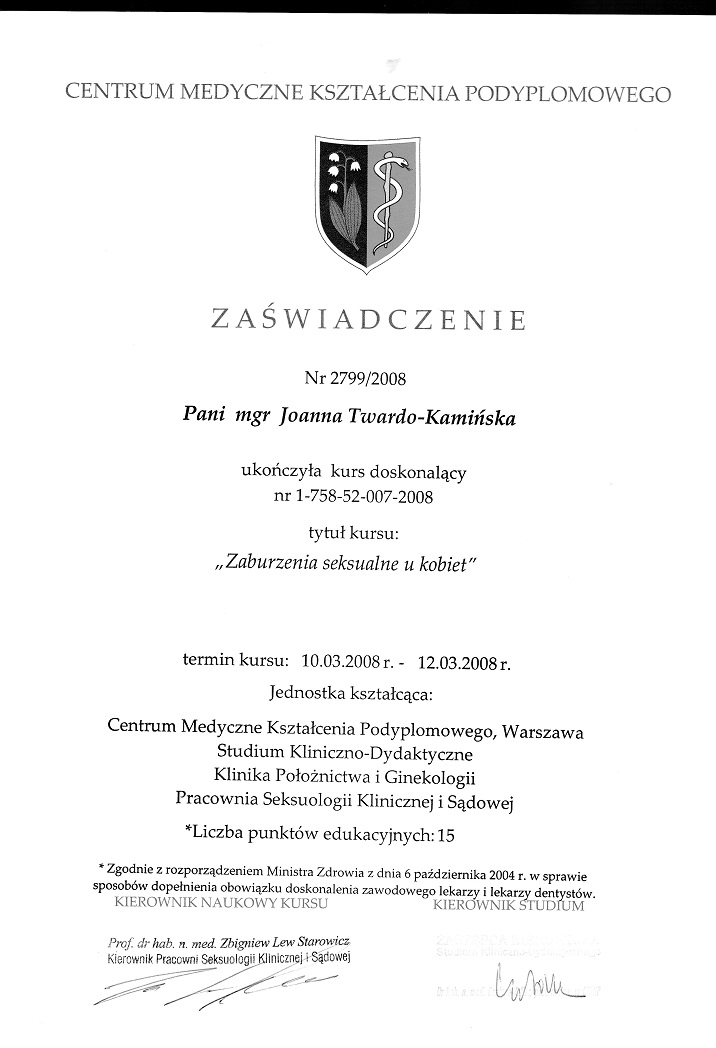 CENTRUM MEDYCZNE KSZTAŁCENIA PODYPLOMOWEGO
ZAŚWIADCZENIE
Nr 2799/2008
Pani mgr Joanna Twardo-Kamińska
ukończyła kurs doskonalący
nr 1-758-52-007-2008
tytuł kursu:
„Zaburzenia seksualne u kobiet”
termin kursu: 10.03.2008 r. - 12.03.2008 r.
Jednostka kształcąca:
Centrum Medyczne Kształcenia Podyplomowego, Warszawa
Studium Kliniczno-Dydaktyczne
Klinika Położnictwa i Ginekologii
Pracownia Seksuologii Klinicznej i Sądowej
*Liczba punktów edukacyjnych: 15
* Zgodnie z rozporządzeniem Ministra Zdrowia z dnia 6 października 2004 r. w sprawie
sposobów dopełnienia obowiązku doskonalenia zawodowego lekarzy i lekarzy dentystów.
KIEROWNIK NAUKOWY KURSU KIEROWNIK STUDIUM
Prof. dr hab. n. med. Zbigniew Lew Starowicz
Kierownik Pracowni Seksuologii Klinicznej i Sądowej